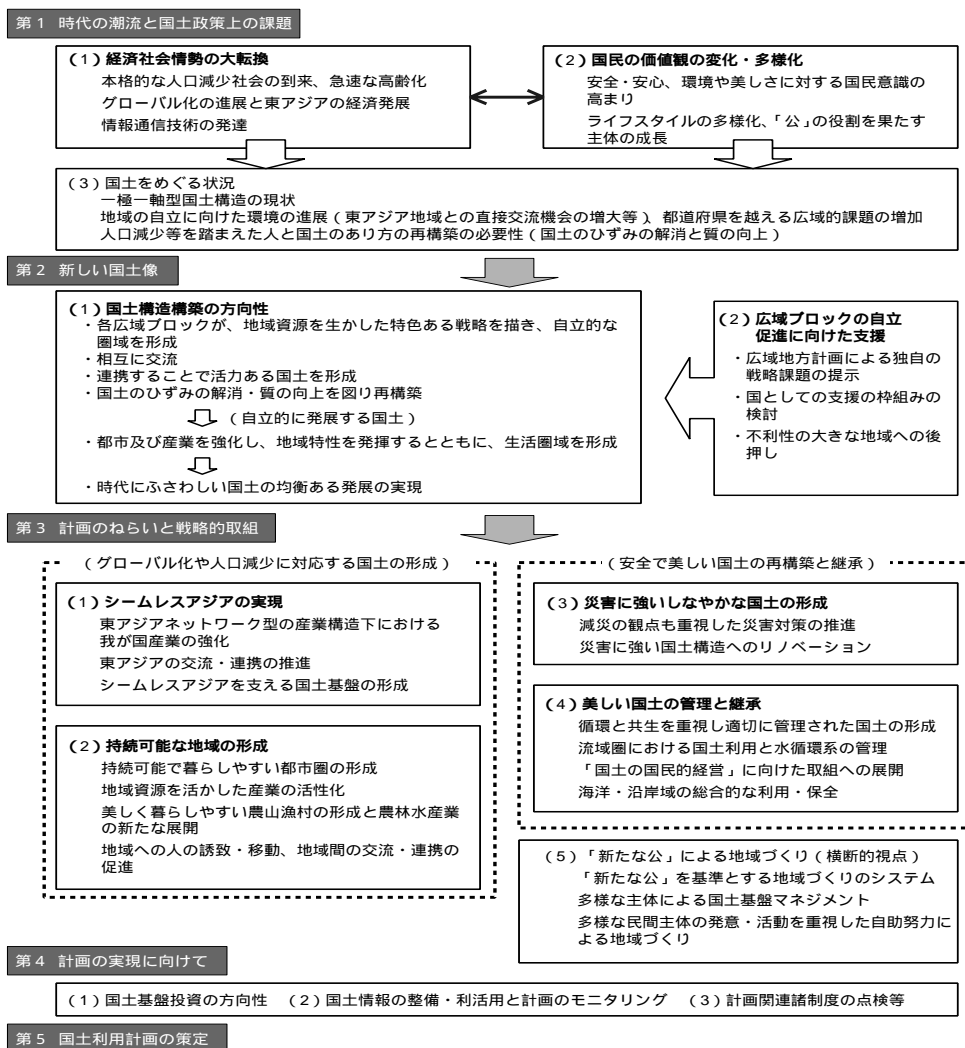 第1 時代の潮流と国土政策上の課題
(1)経済社会情勢の大転換
本格的な人口減少社会の到来、急速な高齢化
グローバル化の進展と東アジアの経済発展
情報通信技術の発達
(2)国民の価値観の変化・多様化
安全・安心、環境や美しさに対する国民意識の
高まり
ライフスタイルの多様化、「公」の役割を果たす
主体の成長
(3)国土をめぐる状況
一極一軸型国土構造の現状
地域の自立に向けた環境の進展(東アジア地域との直接交流機会の増大等)、都道府県を越える広域的課題の増加
人口減少等を踏まえた人と国土のあり方の再構築の必要性(国土のひずみの解消と質の向上)
第2 新しい国土像
(1)国土構造構築の方向性
・各広域ブロックが、地域資源を生かした特色ある戦略を描き、自立的な
圏域を形成
・相互に交流
・連携することで活力ある国土を形成
・国土のひずみの解消・質の向上を図り再構築
(自立的に発展する国土)
・都市及び産業を強化し、地域特性を発揮するとともに、生活圏域を形成
・時代にふさわしい国土の均衡ある発展の実現
(2)広域ブロックの自立
促進に向けた支援
・広域地方計画による独自の
戦略課題の提示
・国としての支援の枠組みの
検討
・不利性の大きな地域への後
押し
第3 計画のねらいと戦略的取組
(グローバル化や人口減少に対応する国土の形成)
(1)シームレスアジアの実現
東アジアネットワーク型の産業構造下における
我が国産業の強化
東アジアの交流・連携の推進
シームレスアジアを支える国土基盤の形成
(2)持続可能な地域の形成
持続可能で暮らしやすい都市圏の形成
地域資源を活かした産業の活性化
美しく暮らしやすい農山漁村の形成と農林水産業
の新たな展開
地域への人の誘致・移動、地域間の交流・連携の
促進
(安全で美しい国土の再構築と継承)
(3)災害に強いしなやかな国土の形成
減災の観点も重視した災害対策の推進
災害に強い国土構造へのリノベーション
(4)美しい国土の管理と継承
循環と共生を重視し適切に管理された国土の形成
流域圏における国土利用と水循環系の管理
「国土の国民的経営」に向けた取組への展開
海洋・沿岸域の総合的な利用・保全
(5)「新たな公」による地域づくり(横断的視点)
「新たな公」を基準とする地域づくりのシステム
多様な主体による国土基盤マネジメント
多様な民間主体の発意・活動を重視した自助努力に
よる地域づくり
第4 計画の実現に向けて
(1)国土基盤投資の方向性 (2)国土情報の整備・利活用と計画のモニタリング (3)計画関連諸制度の点検等
第5 国土利用計画の策定